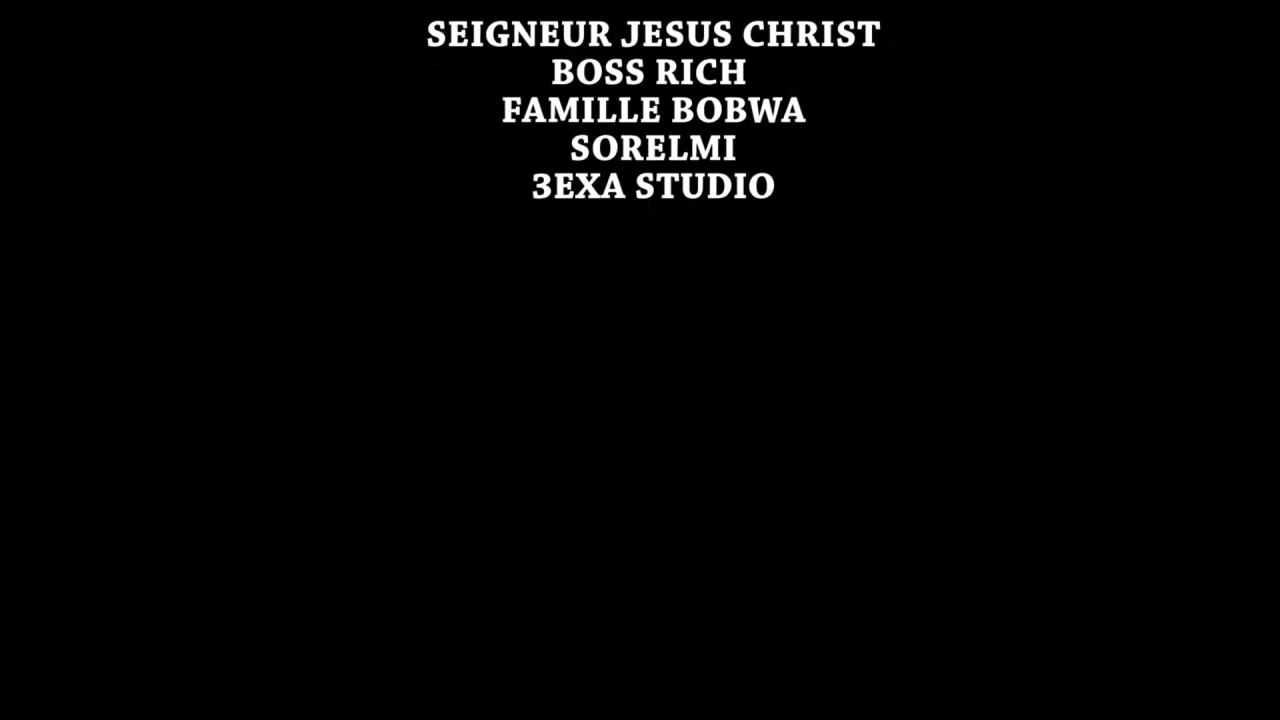 SEIGNEUR JESUS CHRIST
BOSS RICH
FAMILLE BOBWA
SORELMI
3EXA STUDIO